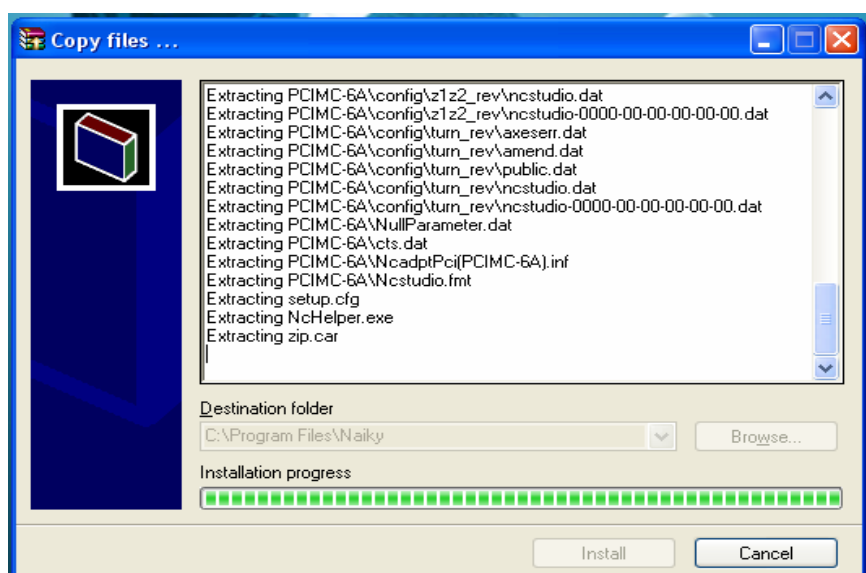 Copy files ...
Extracting PCIMC-6A\config\z1z2_rev\ncstudio.dat
Extracting PCIMC-6A\config\z1z2_rev\ncstudio-0000-00-00-00-00-00.dat
Extracting PCIMC-6A\config\turn_rev\axeserr.dat
Extracting PCIMC-6A\config\turn_rev\amend.dat
Extracting PCIMC-6A\config\turn_rev\public.dat
Extracting PCIMC-6A\config\turn_rev\ncstudio.dat
Extracting PCIMC-6A\config\turn_rev\ncstudio-0000-00-00-00-00-00.dat
Extracting PCIMC-6A\NullParameter.dat
Extracting PCIMC-6A\cts.dat
Extracting PCIMC-6A\NcadptPci(PCIMC-6A).inf
Extracting PCIMC-6A\Ncstudio.fmt
Extracting setup.cfg
Extracting NcHelper.exe
Extracting zip.car
Destination folder
C:\Program Files\Naiky
Browse...
Installation progress
Install
Cancel